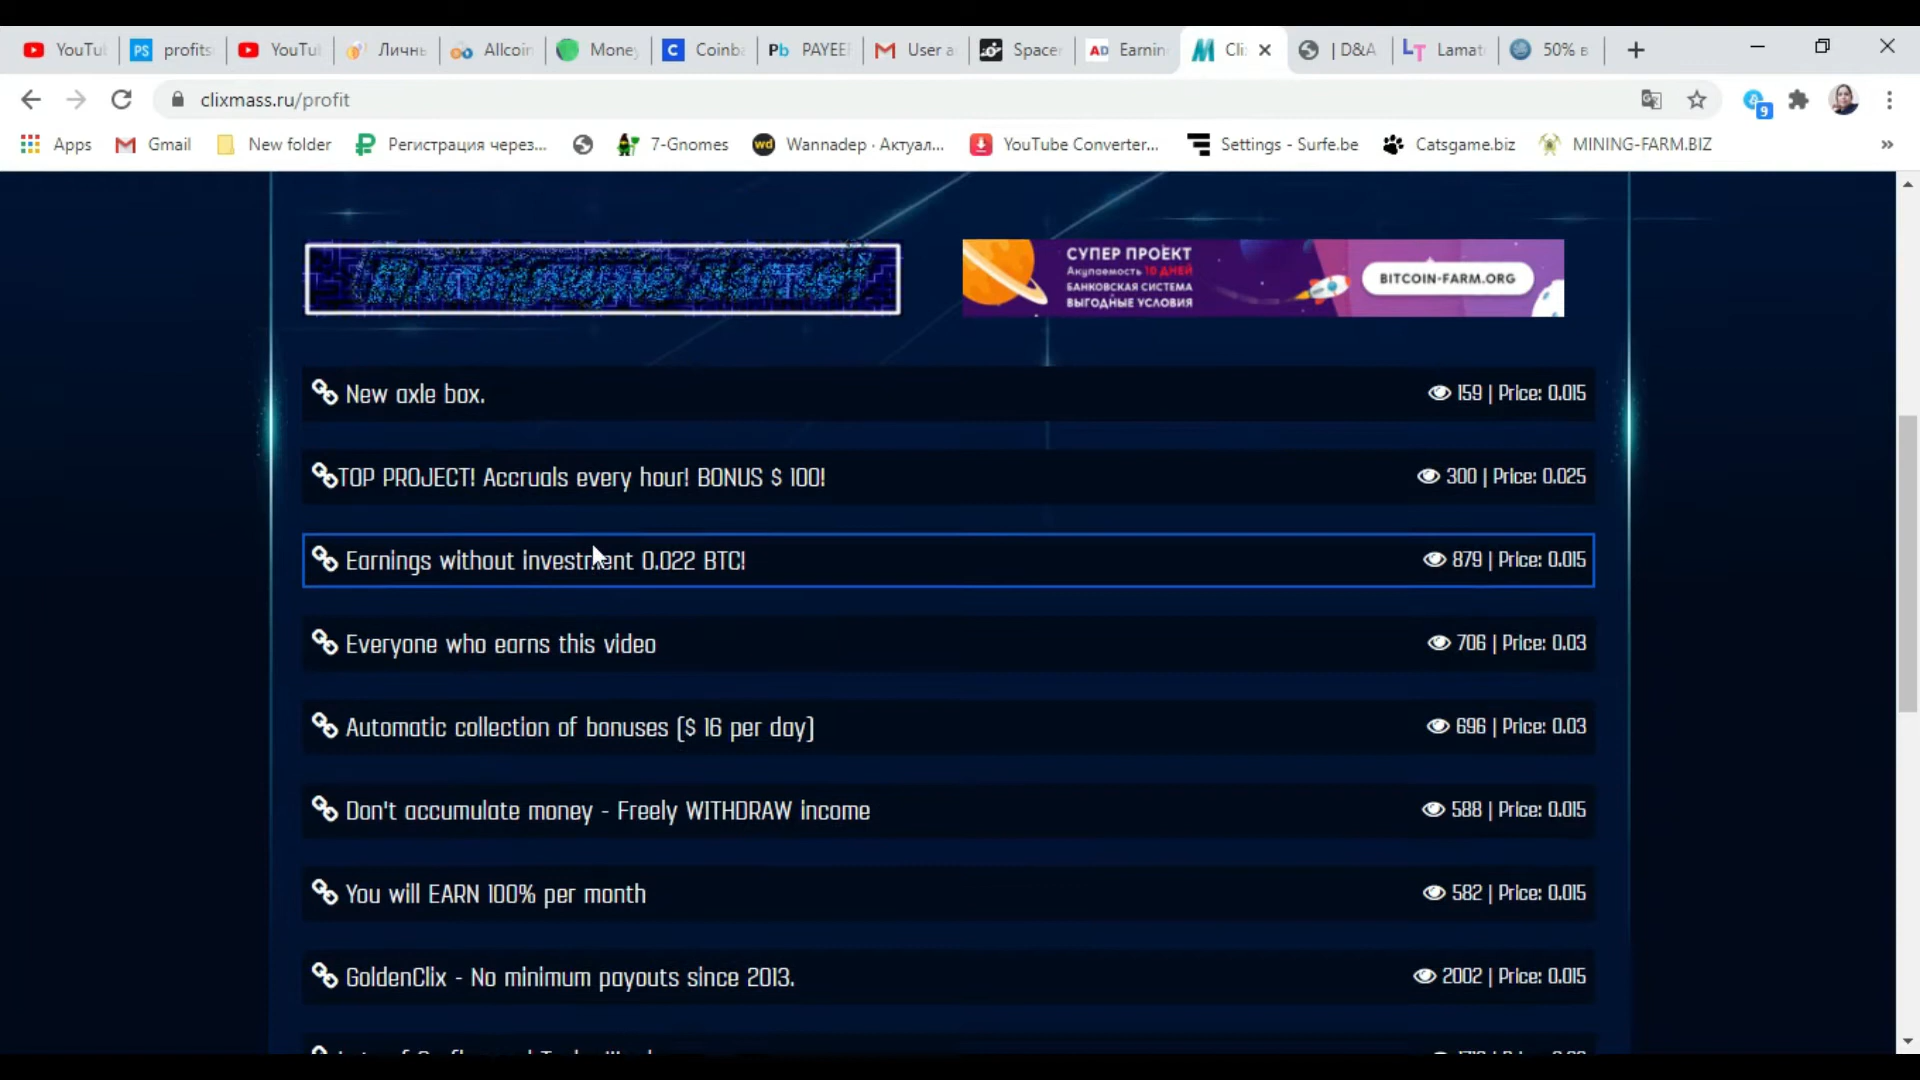 YouTu
profits
YouTu
Личнь
Allcoin
Money
Coinba
PAYEE
User a
Spacer
Earnin
Cli
| D&A
Lamat
50% в
clixmass.ru/profit
Apps
Gmail
New folder
Регистрация через...
7-Gnomes
Wannadep · Актуал...
YouTube Converter...
Settings - Surfe.be
Catsgame.biz
MINING-FARM.BIZ
»
СУПЕР ПРОЕКТ
Окупаемость 10 ДНЕЙ
БАНКОВСКАЯ СИСТЕМА
ВЫГОДНЫЕ УСЛОВИЯ
BITCOIN-FARM.ORG
New axle box.
159 | Price: 0.015
TOP PROJECT! Accruals every hour! BONUS $ 100!
300 | Price: 0.025
Earnings without investment 0.022 BTC!
879 | Price: 0.015
Everyone who earns this video
706 | Price: 0.03
Automatic collection of bonuses ($ 16 per day)
696 | Price: 0.03
Don't accumulate money - Freely WITHDRAW income
588 | Price: 0.015
You will EARN 100% per month
582 | Price: 0.015
GoldenClix - No minimum payouts since 2013.
2002 | Price: 0.015